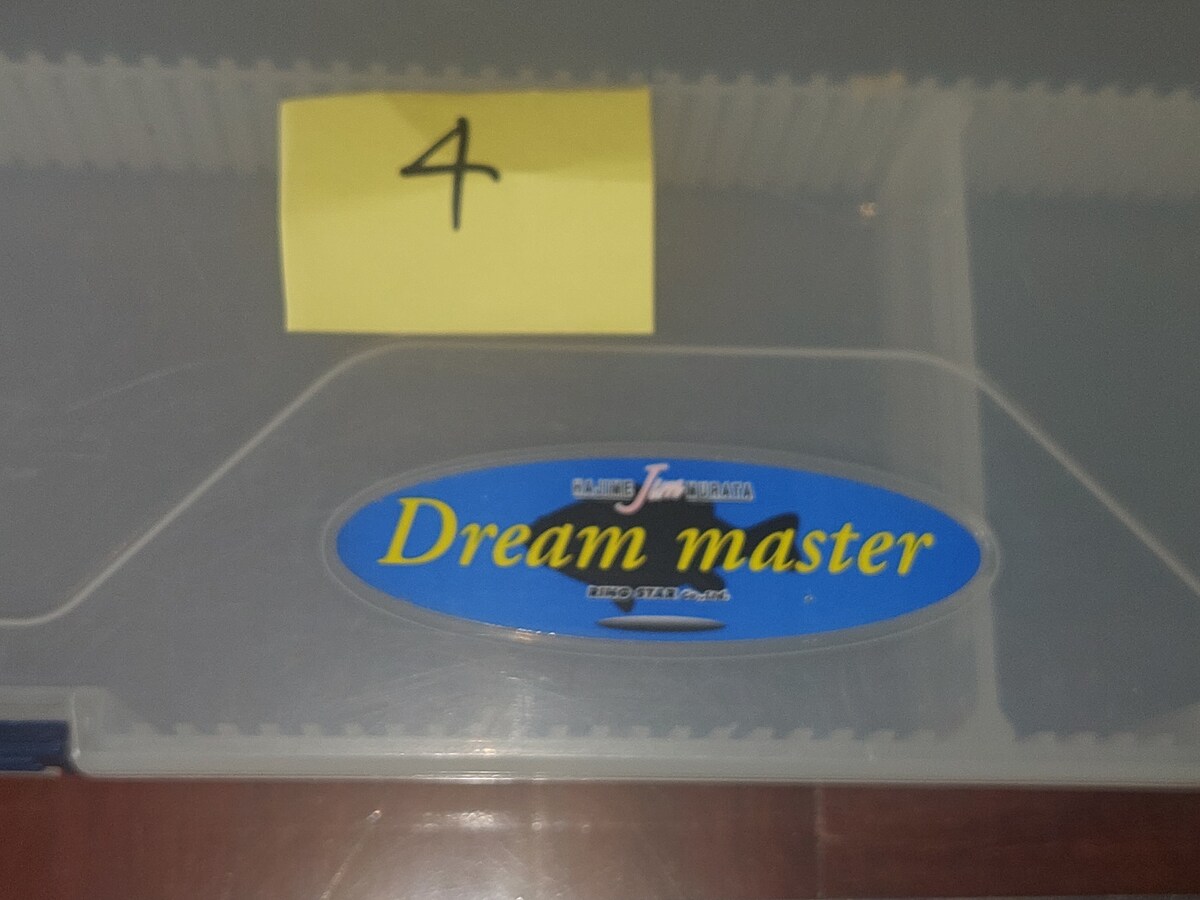 4
HAJIME Jim MURATA
Dream master
RING STAR Co.,Ltd.